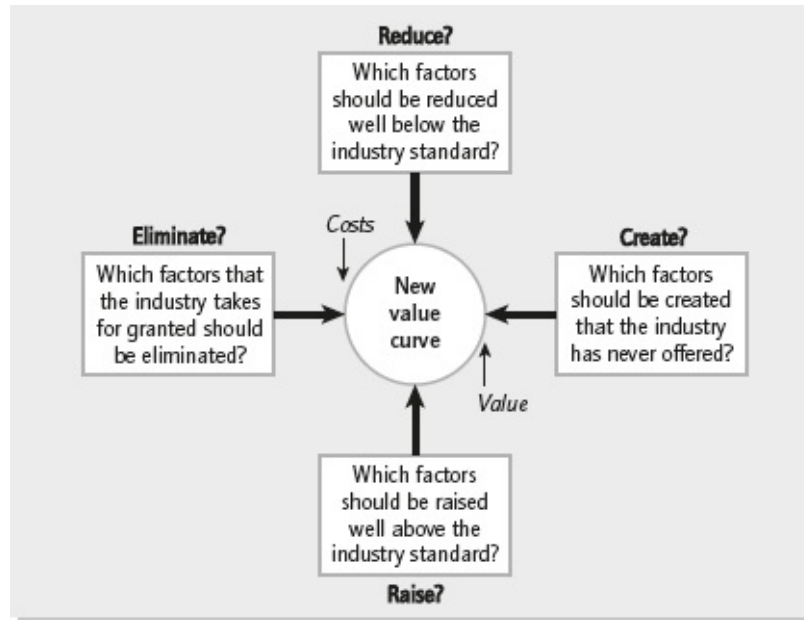 Reduce?
Which factors
should be reduced
well below the
industry standard?
Costs
Eliminate?
Which factors that
the industry takes
for granted should
be eliminated?
New
value
curve
Create?
Which factors
should be created
that the industry
has never offered?
Value
Which factors
should be raised
well above the
industry standard?
Raise?